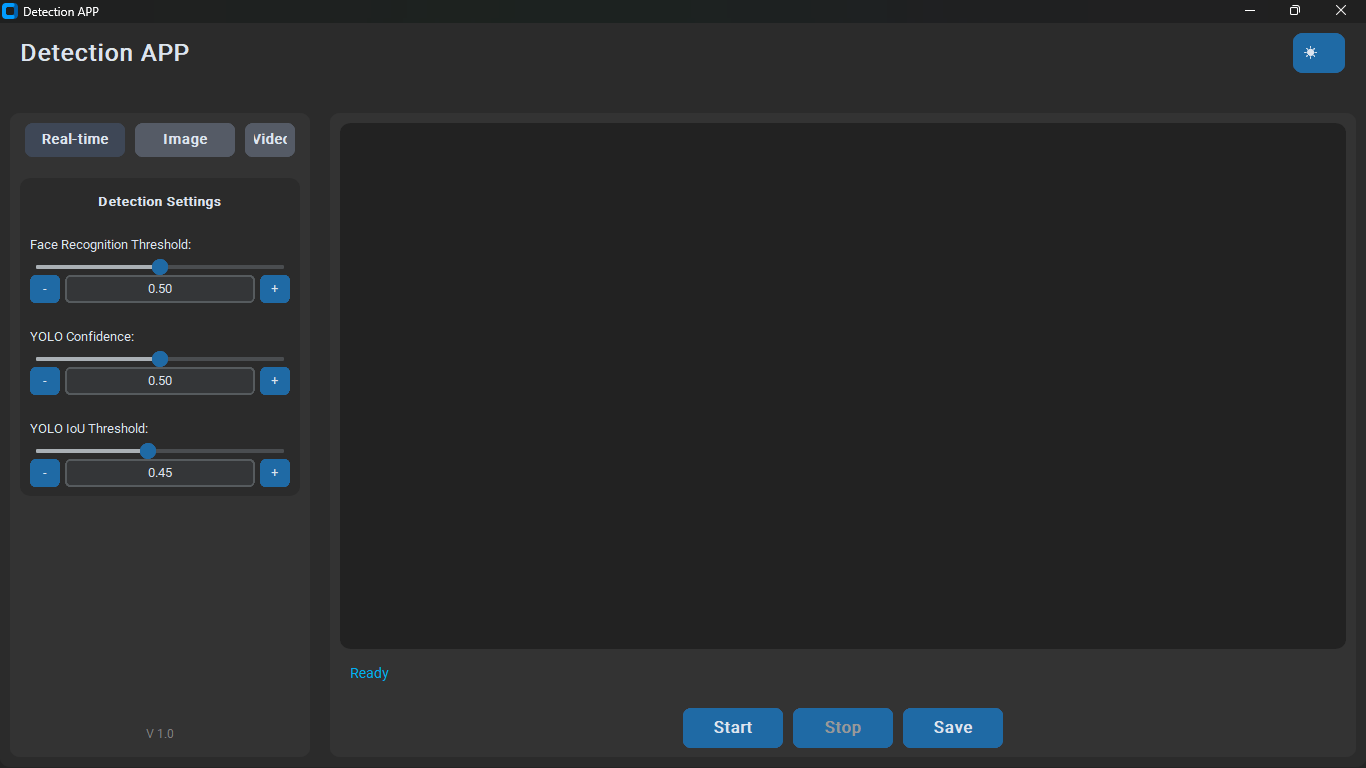 Detection APP
Detection APP
Real-time Image Video
Detection Settings
Face Recognition Threshold:
- 0.50 +
YOLO Confidence:
- 0.50 +
YOLO IoU Threshold:
- 0.45 +
V 1.0
Ready
Start Stop Save